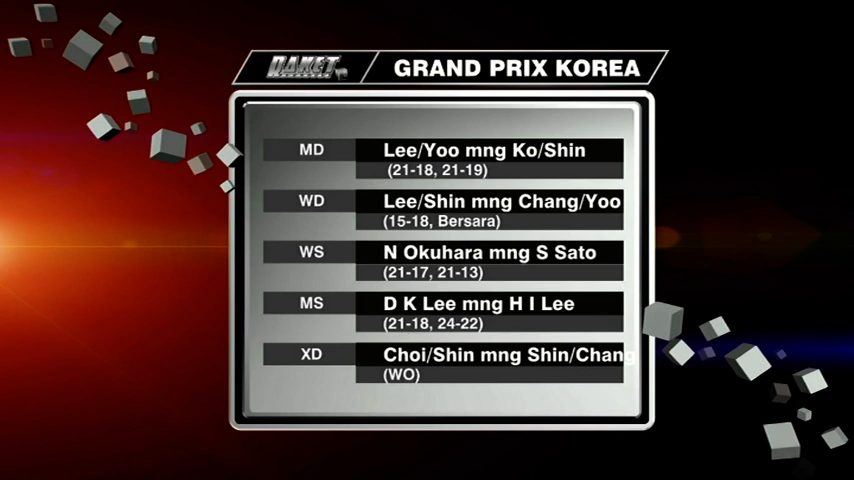 RAKET
GRAND PRIX KOREA
MD
Lee/Yoo mng Ko/Shin
(21-18, 21-19)
WD
Lee/Shin mng Chang/Yoo
(15-18, Bersara)
WS
N Okuhara mng S Sato
(21-17, 21-13)
MS
D K Lee mng H I Lee
(21-18, 24-22)
XD
Choi/Shin mng Shin/Chang
(WO)